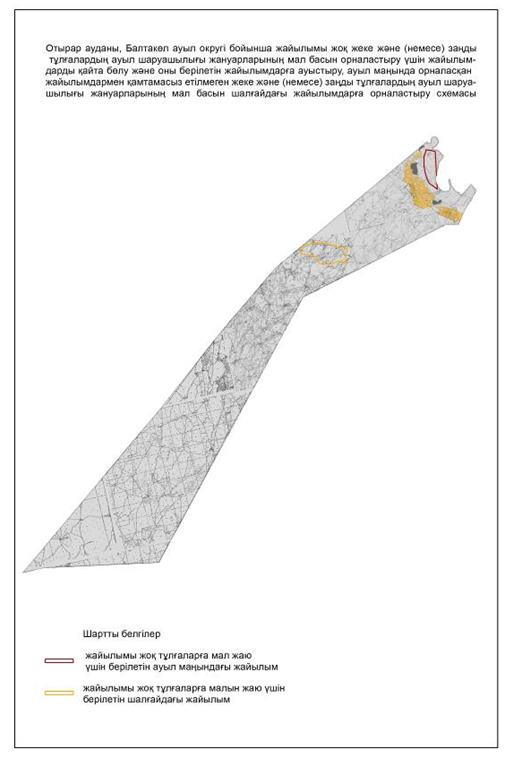 Отырар ауданы, Балтакөл ауыл округі бойынша жайылымы жоқ жеке және (немесе) заңды
тұлғалардың ауыл шаруашылығы жануарларының мал басын орналастыру үшін жайылым-
дарды қайта бөлу және оны берілетін жайылымдарға ауыстыру, ауыл маңында орналасқан
жайылымдармен қамтамасыз етілмеген жеке және (немесе) заңды тұлғалардың ауыл шаруа-
шылығы жануарларының мал басын шалғайдағы жайылымдарға орналастыру схемасы
Шартты белгілер
жайылымы жоқ тұлғаларға мал жаю
үшін берілетін ауыл маңындағы жайылым
жайылымы жоқ тұлғаларға малын жаю үшін
берілетін шалғайдағы жайылым